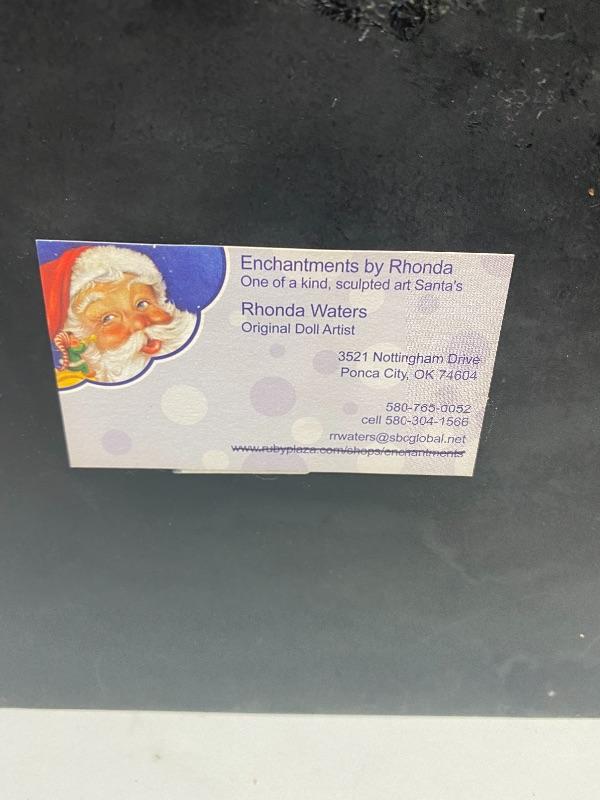 Enchantments by Rhonda
One of a kind, sculpted art Santa's
Rhonda Waters
Original Doll Artist
3521 Nottingham Drive
Ponca City, OK 74604
580-765-0052
cell 580-304-1566
rrwaters@sbcglobal.net
www.rubyplaza.com/shops/enchantments